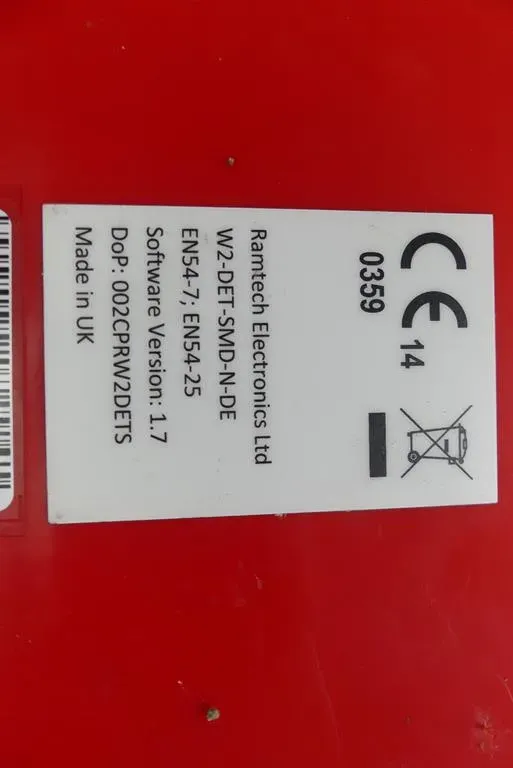 CE 14
0359
Ramtech Electronics Ltd
W2-DET-SMD-N-DE
EN54-7; EN54-25
Software Version: 1.7
DoP: 002CPRW2DETS
Made in UK